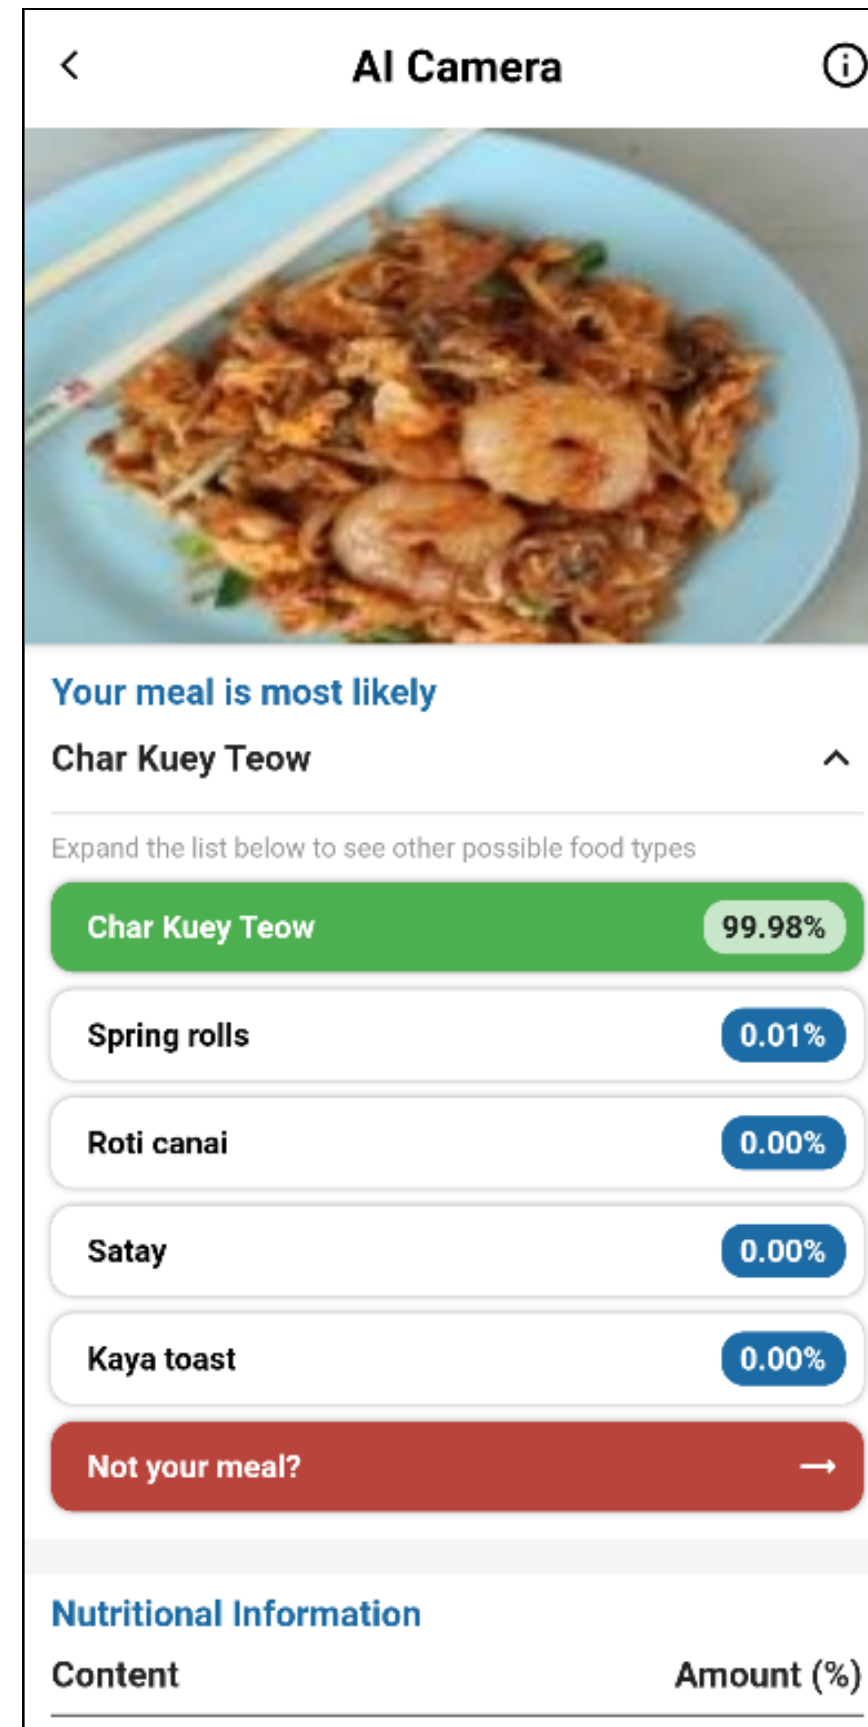 AI Camera
Your meal is most likely
Char Kuey Teow
Expand the list below to see other possible food types
Char Kuey Teow 99.98%
Spring rolls 0.01%
Roti canai 0.00%
Satay 0.00%
Kaya toast 0.00%
Not your meal? →
Nutritional Information
Content Amount (%)